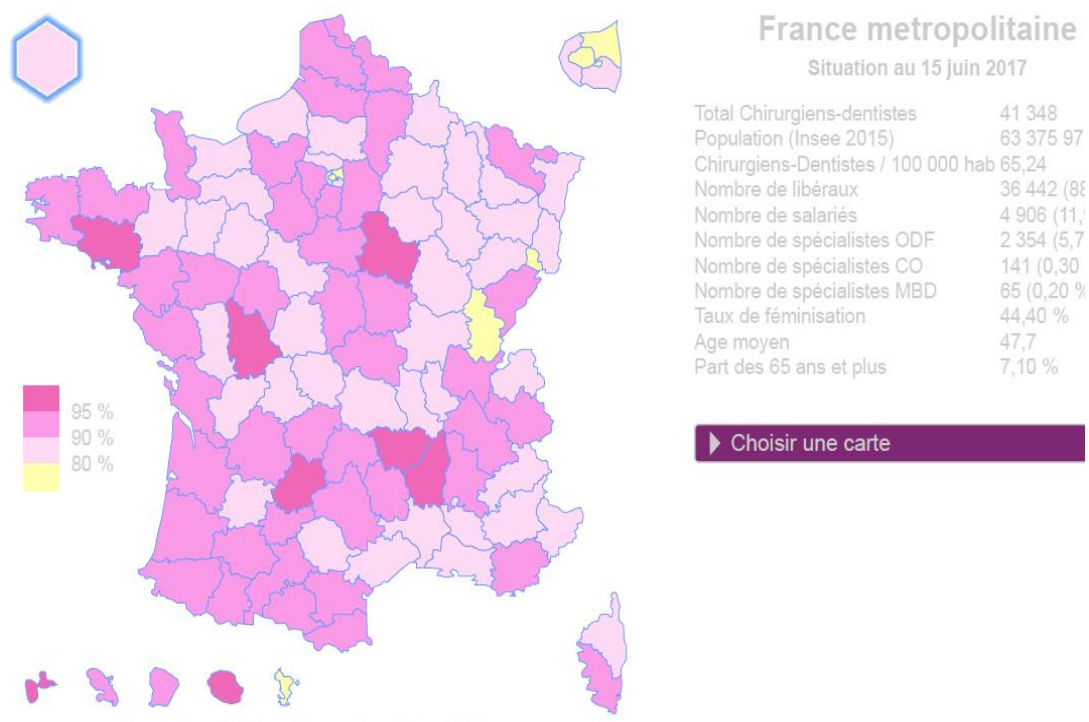 France metropolitaine
Situation au 15 juin 2017
Total Chirurgiens-dentistes 41 348
Population (Insee 2015) 63 375 97
Chirurgiens-Dentistes / 100 000 hab 65,24
Nombre de libéraux 36 442 (88
Nombre de salariés 4 906 (11,
Nombre de spécialistes ODF 2 354 (5,7
Nombre de spécialistes CO 141 (0,30
Nombre de spécialistes MBD 65 (0,20 %
Taux de féminisation 44,40 %
Age moyen 47,7
Part des 65 ans et plus 7,10 %
Choisir une carte
95 %
90 %
80 %